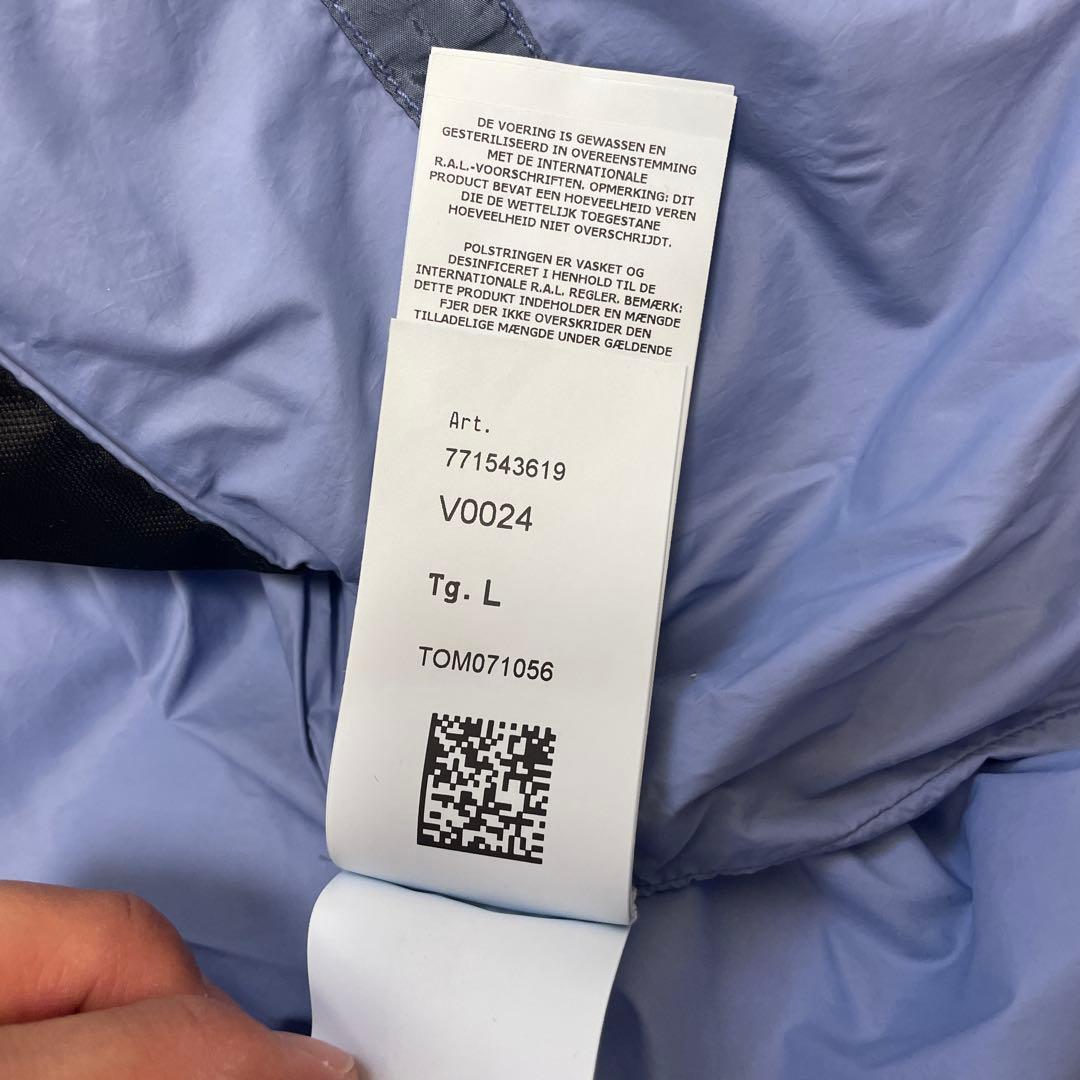 DE VOERING IS GEWASSEN EN
GESTERILISEERD IN OVEREENSTEMMING
MET DE INTERNATIONALE
R.A.L.-VOORSCHRIFTEN. OPMERKING: DIT
PRODUCT BEVAT EEN HOEVEELHEID VEREN
DIE DE WETTELIJK TOEGESTANE
HOEVEELHEID NIET OVERSCHRIJDT.
POLSTRINGEN ER VASKET OG
DESINFICERET I HENHOLD TIL DE
INTERNATIONALE R.A.L. REGLER. BEMÆRK:
DETTE PRODUKT INDEHOLDER EN MÆNGDE
FJER DER IKKE OVERSKRIDER DEN
TILLADELIGE MÆNGDE UNDER GÆLDENDE
Art.
771543619
V0024
Tg. L
TOM071056